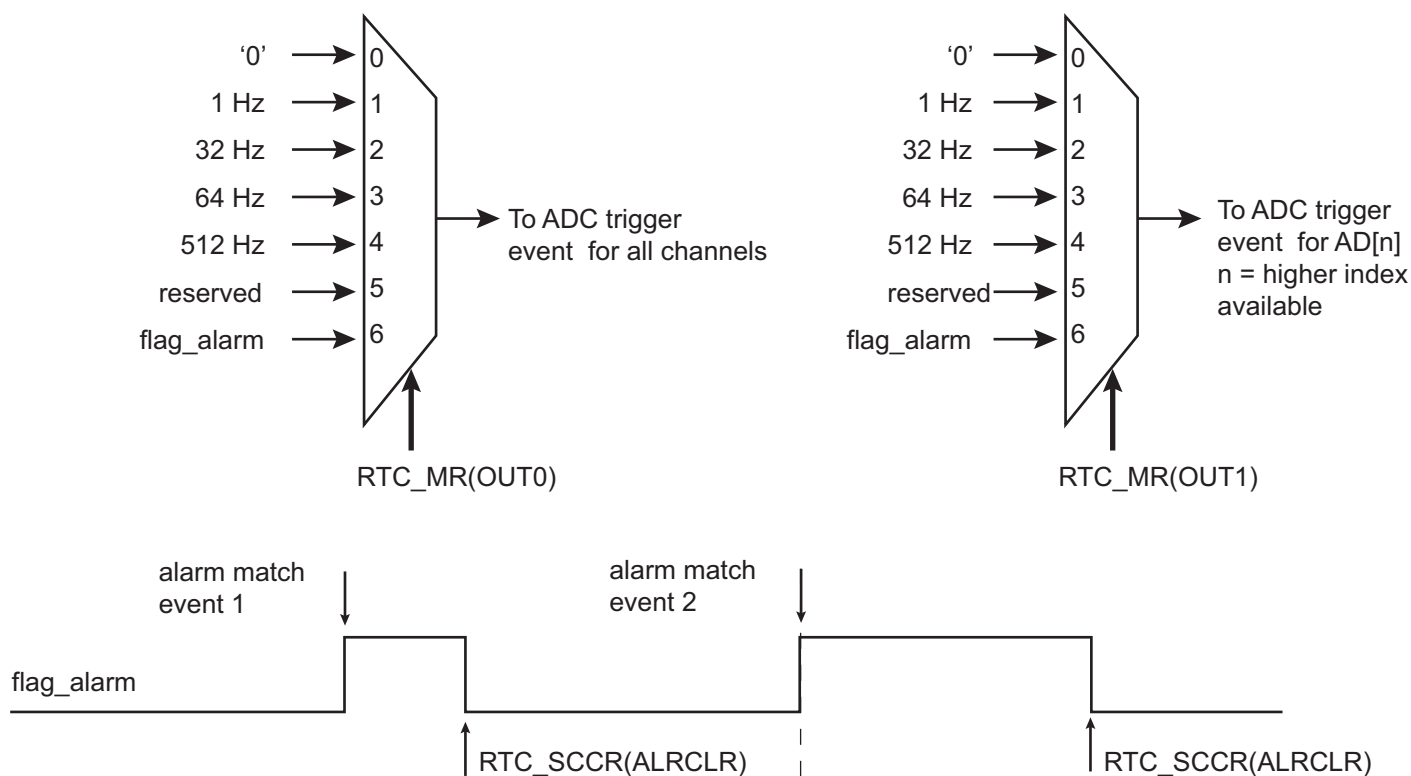 ‘0’
0
1 Hz
1
32 Hz
2
64 Hz
3
512 Hz
4
reserved
5
flag_alarm
6
To ADC trigger
event for all channels
RTC_MR(OUT0)
‘0’
0
1 Hz
1
32 Hz
2
64 Hz
3
512 Hz
4
reserved
5
flag_alarm
6
To ADC trigger
event for AD[n]
n = higher index
available
RTC_MR(OUT1)
alarm match
event 1
alarm match
event 2
flag_alarm
RTC_SCCR(ALRCLR)
RTC_SCCR(ALRCLR)